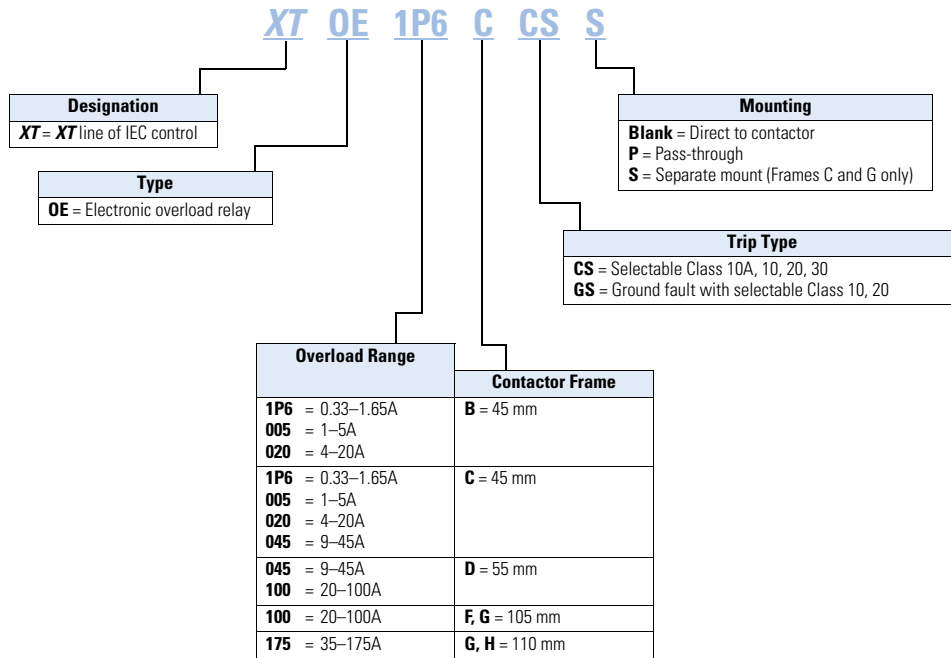 XT OE 1P6 C CS S
Designation
XT = XT line of IEC control
Type
OE = Electronic overload relay
Mounting
Blank = Direct to contactor
P = Pass-through
S = Separate mount (Frames C and G only)
Trip Type
CS = Selectable Class 10A, 10, 20, 30
GS = Ground fault with selectable Class 10, 20
Overload Range
Contactor Frame
1P6 = 0.33–1.65A B = 45 mm
005 = 1–5A
020 = 4–20A
1P6 = 0.33–1.65A C = 45 mm
005 = 1–5A
020 = 4–20A
045 = 9–45A
045 = 9–45A D = 55 mm
100 = 20–100A
100 = 20–100A F, G = 105 mm
175 = 35–175A G, H = 110 mm